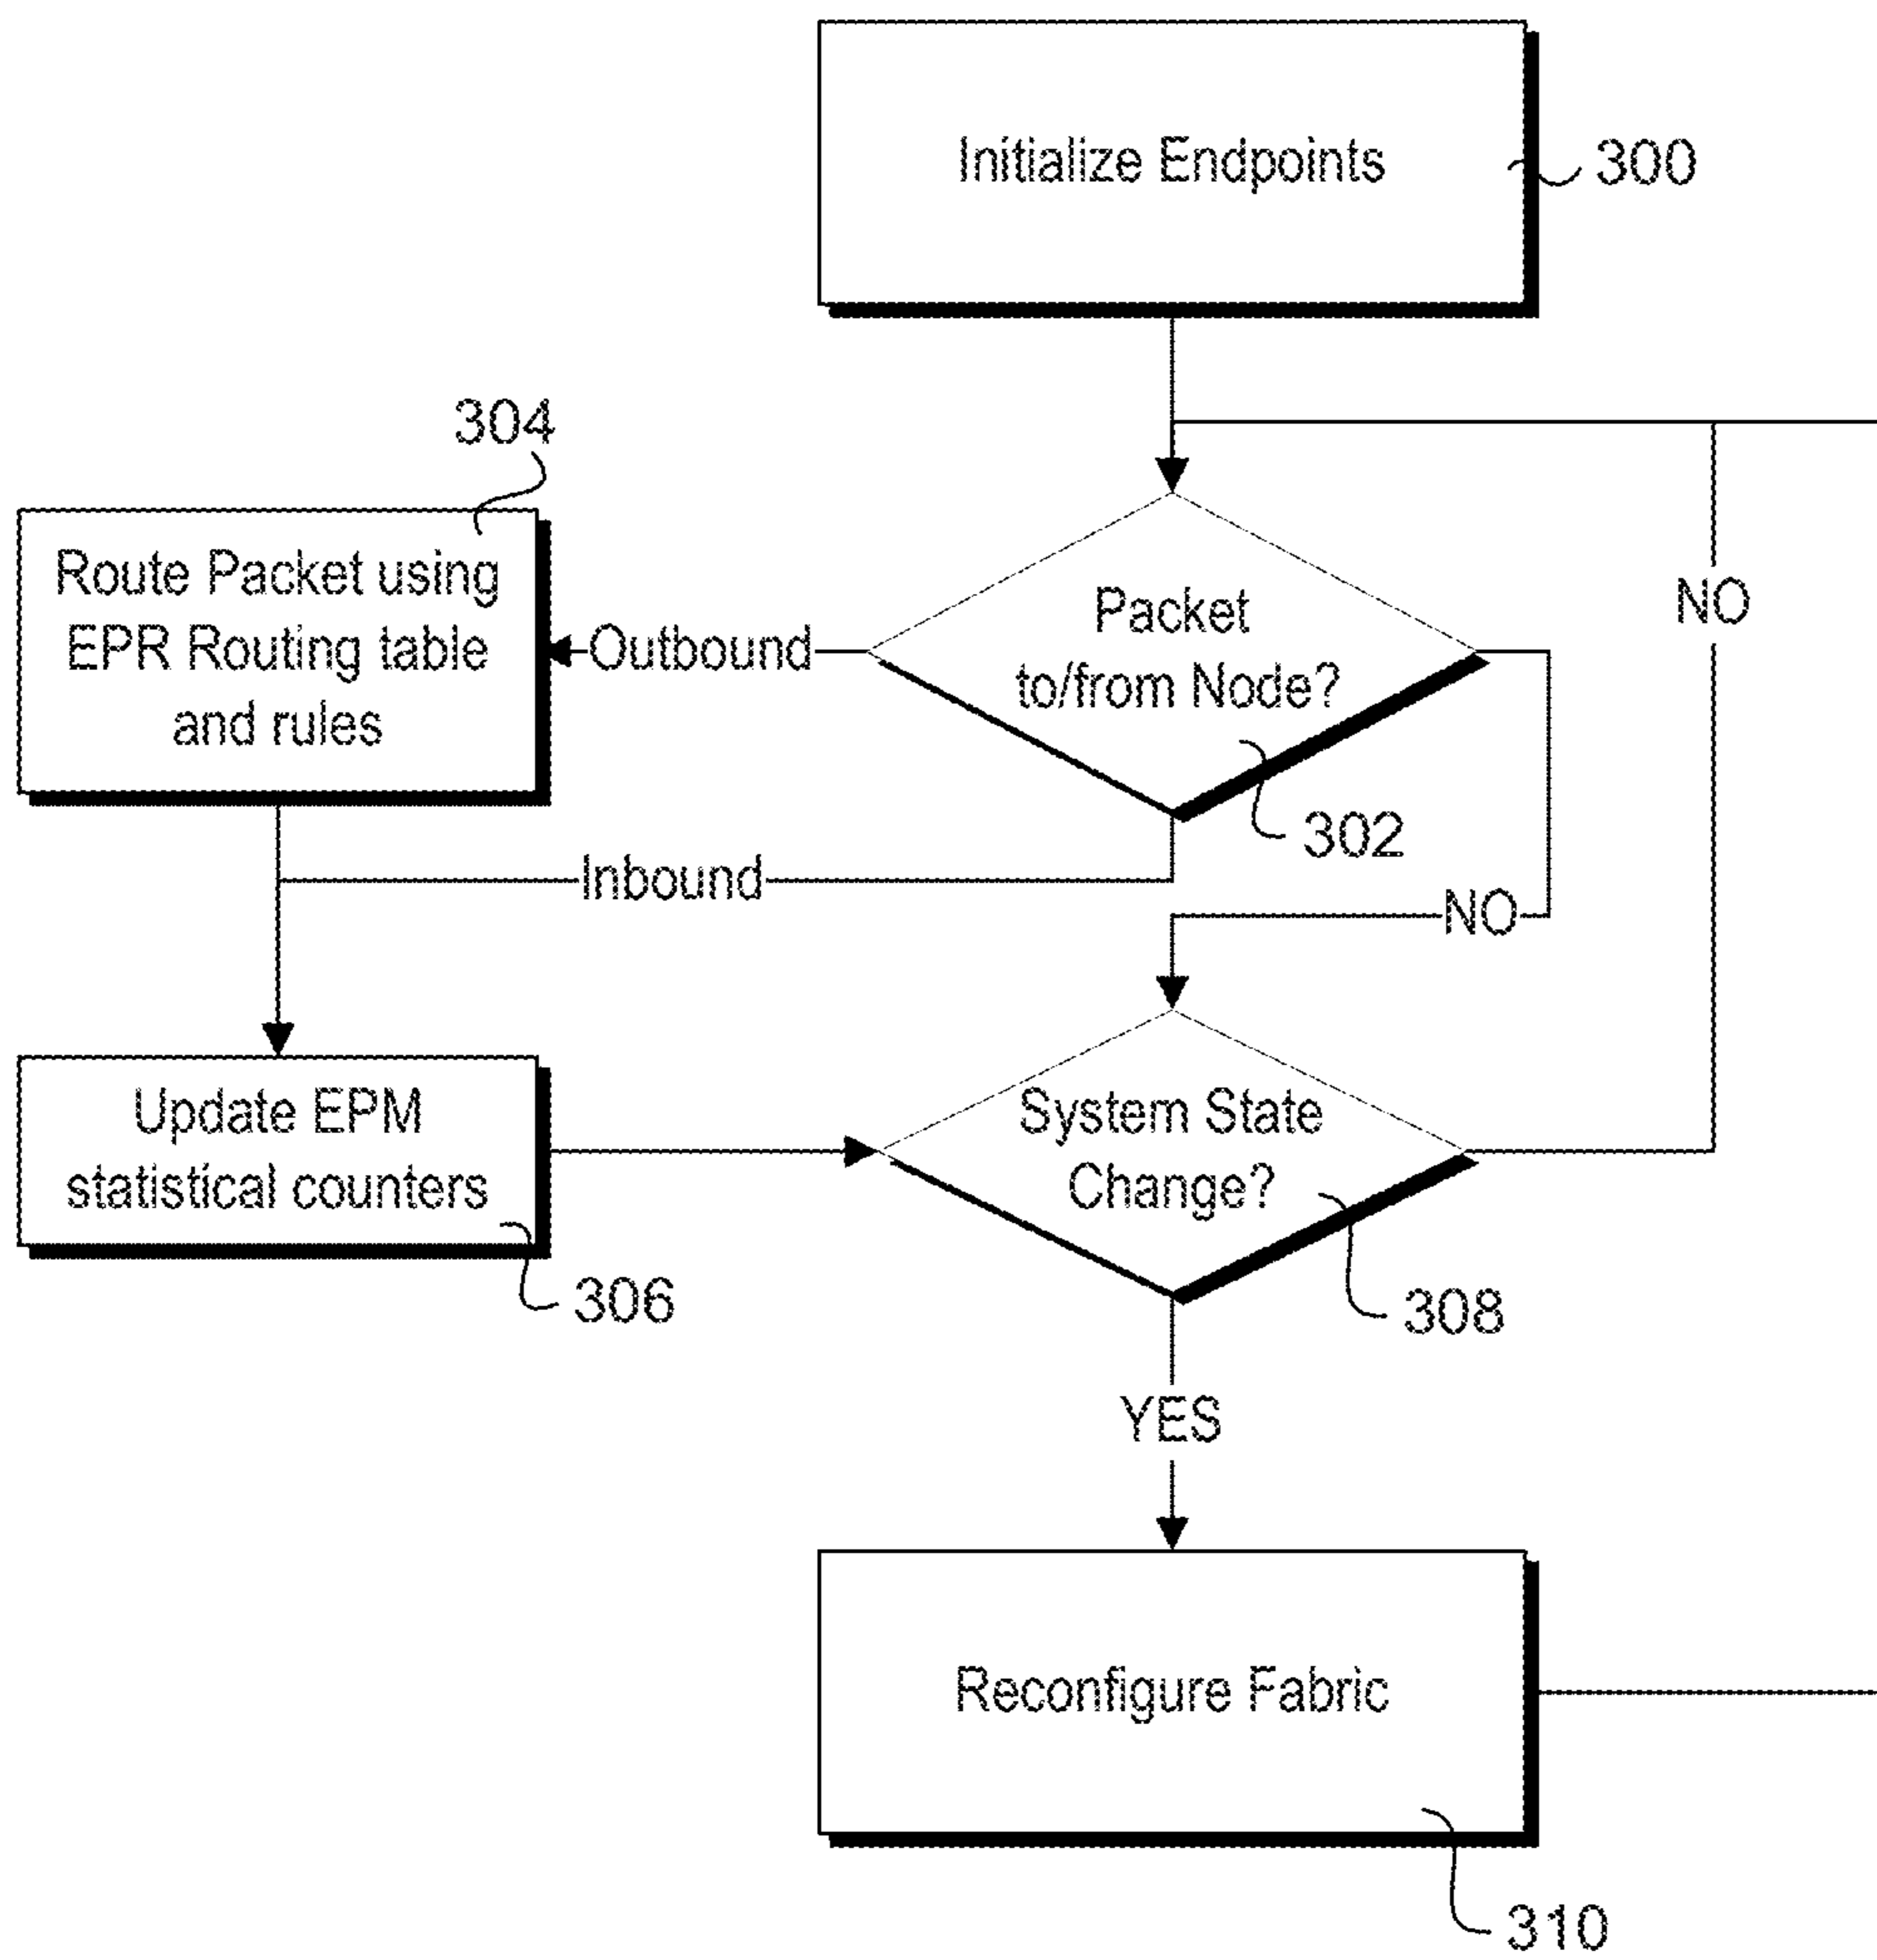 Initialize Endpoints
300
304
Route Packet using
EPR Routing table
and rules
Outbound
Packet
to/from Node?
302
NO
Inbound
NO
Update EPM
statistical counters
306
System State
Change?
308
YES
Reconfigure Fabric
310